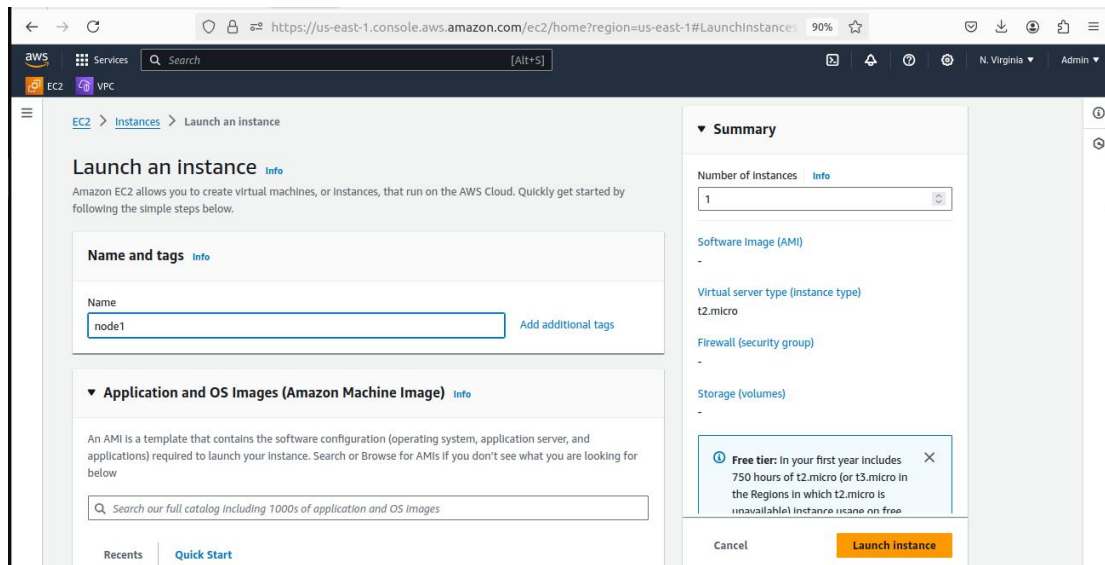 https://us-east-1.console.aws.amazon.com/ec2/home?region=us-east-1#LaunchInstances 90%
aws Services Search [Alt+S] N. Virginia Admin
EC2 VPC
EC2 > Instances > Launch an instance
Launch an instance Info
Amazon EC2 allows you to create virtual machines, or instances, that run on the AWS Cloud. Quickly get started by
following the simple steps below.
Name and tags Info
Name
node1 Add additional tags
Application and OS Images (Amazon Machine Image) Info
An AMI is a template that contains the software configuration (operating system, application server, and
applications) required to launch your instance. Search or Browse for AMIs if you don't see what you are looking for
below
Search our full catalog including 1000s of application and OS images
Recents Quick Start
Summary
Number of instances Info
1
Software Image (AMI)
-
Virtual server type (instance type)
t2.micro
Firewall (security group)
-
Storage (volumes)
-
Free tier: In your first year includes
750 hours of t2.micro (or t3.micro in
the Regions in which t2.micro is
unavailable) instance usage on free
Cancel Launch instance